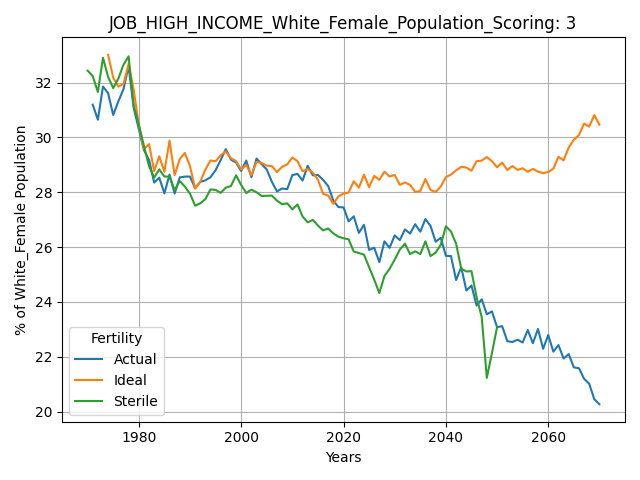 JOB_HIGH_INCOME_White_Female_Population_Scoring: 3
% of White_Female Population
32
30
28
26
24
22
20
Fertility
Actual
Ideal
Sterile
1980 2000 2020 2040 2060
Years